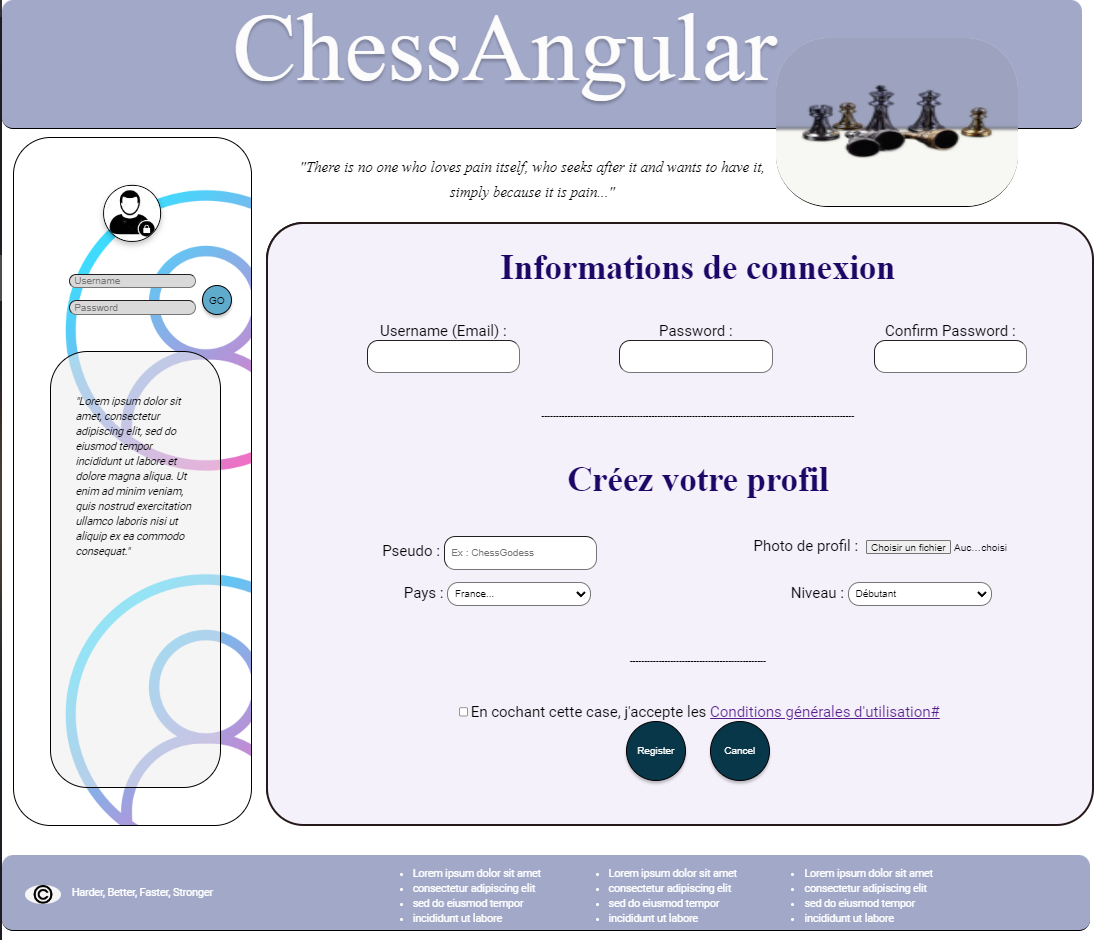 ChessAngular
"There is no one who loves pain itself, who seeks after it and wants to have it,
simply because it is pain..."
Username
Password
GO
"Lorem ipsum dolor sit
amet, consectetur
adipiscing elit, sed do
eiusmod tempor
incididunt ut labore et
dolore magna aliqua. Ut
enim ad minim veniam,
quis nostrud exercitation
ullamco laboris nisi ut
aliquip ex ea commodo
consequat."
Informations de connexion
Username (Email) :
Password :
Confirm Password :
Créez votre profil
Pseudo :
Ex : ChessGodess
Photo de profil :
Choisir un fichier
Auc...choisi
Pays :
France...
Niveau :
Débutant
En cochant cette case, j'accepte les Conditions générales d'utilisation#
Register
Cancel
©
Harder, Better, Faster, Stronger
Lorem ipsum dolor sit amet
consectetur adipiscing elit
sed do eiusmod tempor
incididunt ut labore
Lorem ipsum dolor sit amet
consectetur adipiscing elit
sed do eiusmod tempor
incididunt ut labore
Lorem ipsum dolor sit amet
consectetur adipiscing elit
sed do eiusmod tempor
incididunt ut labore